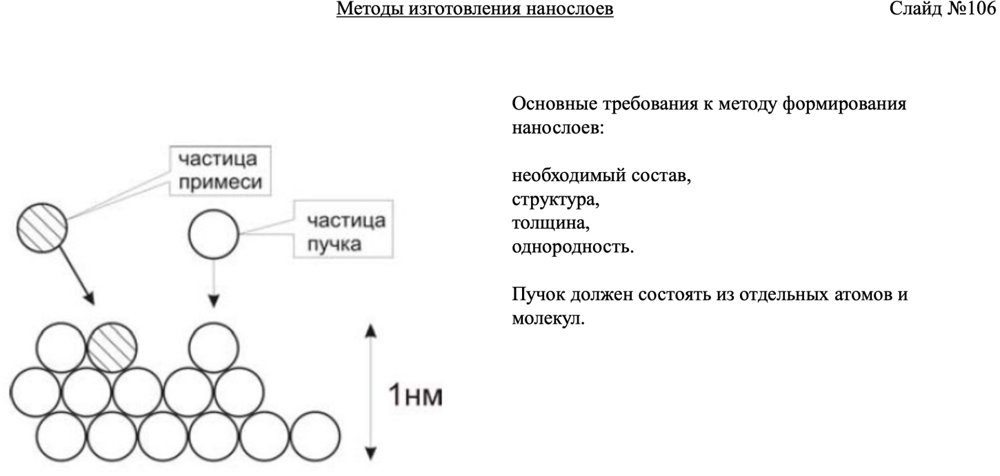 Методы изготовления нанослоев
Слайд №106
частица
примеси
частица
пучка
1нм
Основные требования к методу формирования
нанослоев:
необходимый состав,
структура,
толщина,
однородность.
Пучок должен состоять из отдельных атомов и
молекул.